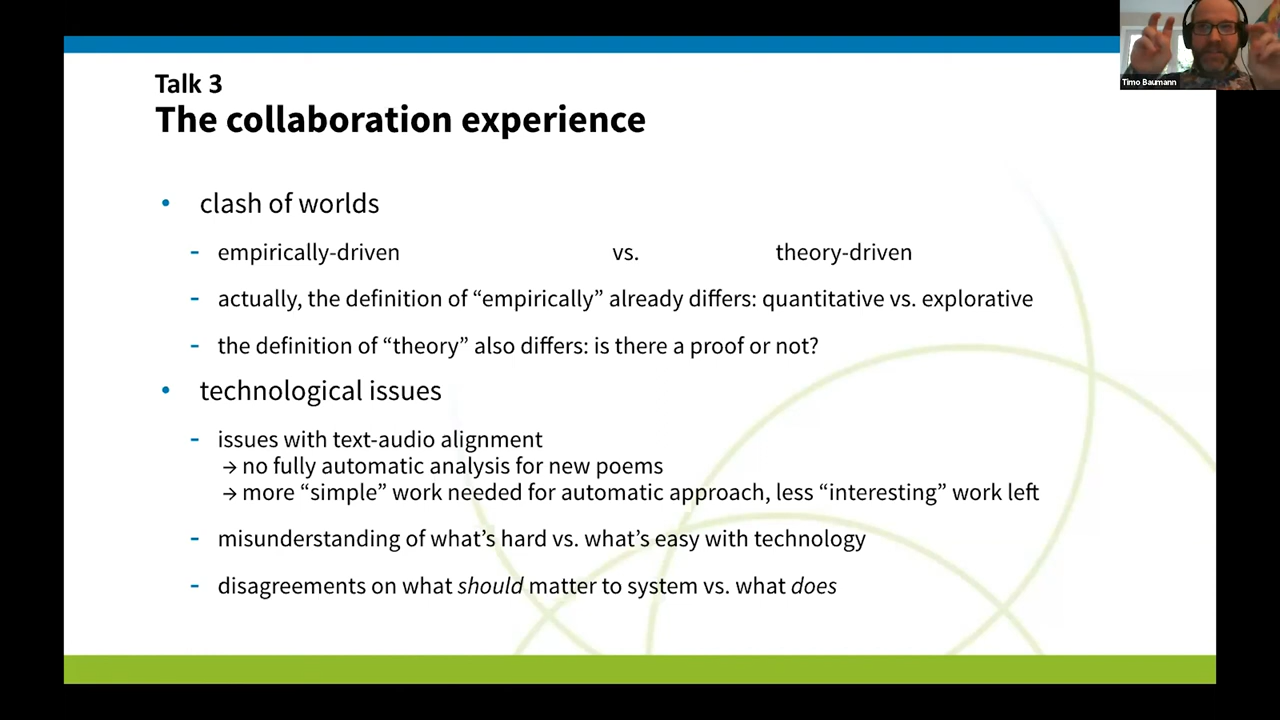 Talk 3
The collaboration experience
• clash of worlds
- empirically-driven vs. theory-driven
- actually, the definition of “empirically” already differs: quantitative vs. explorative
- the definition of “theory” also differs: is there a proof or not?
• technological issues
- issues with text-audio alignment
→ no fully automatic analysis for new poems
→ more “simple” work needed for automatic approach, less “interesting” work left
- misunderstanding of what’s hard vs. what’s easy with technology
- disagreements on what should matter to system vs. what does
Timo Baumann